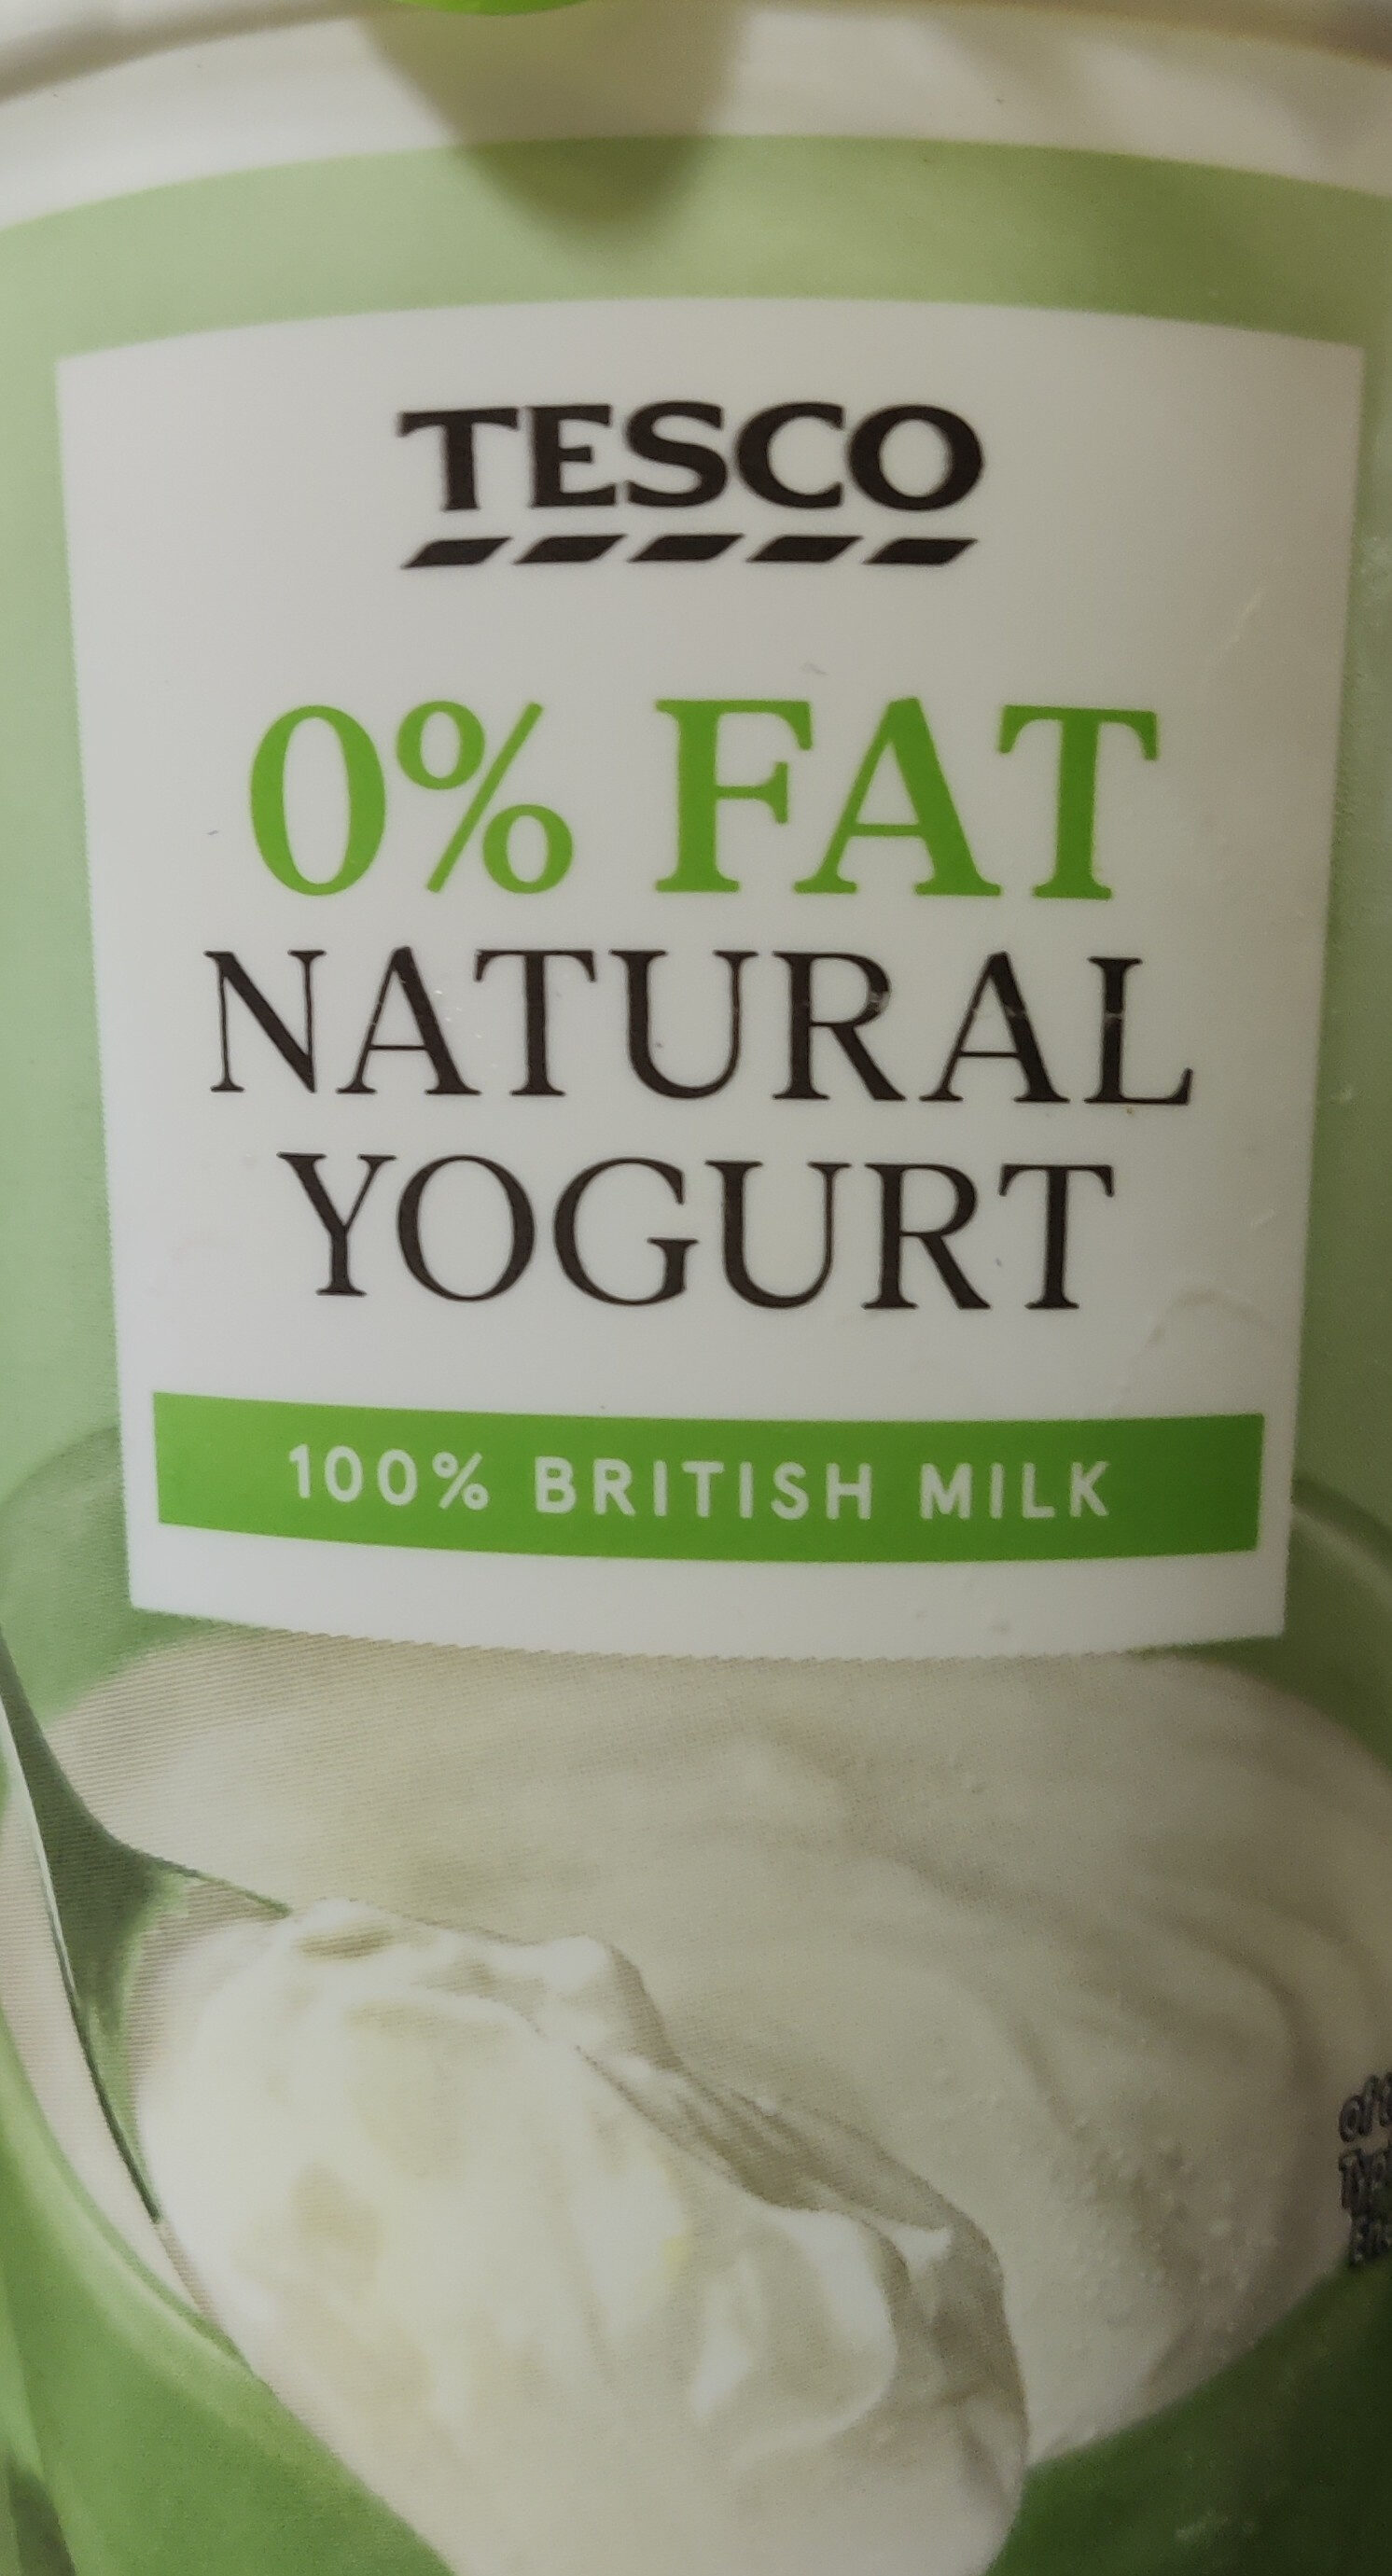 TESCO
0% FAT
NATURAL
YOGURT
100% BRITISH MILK